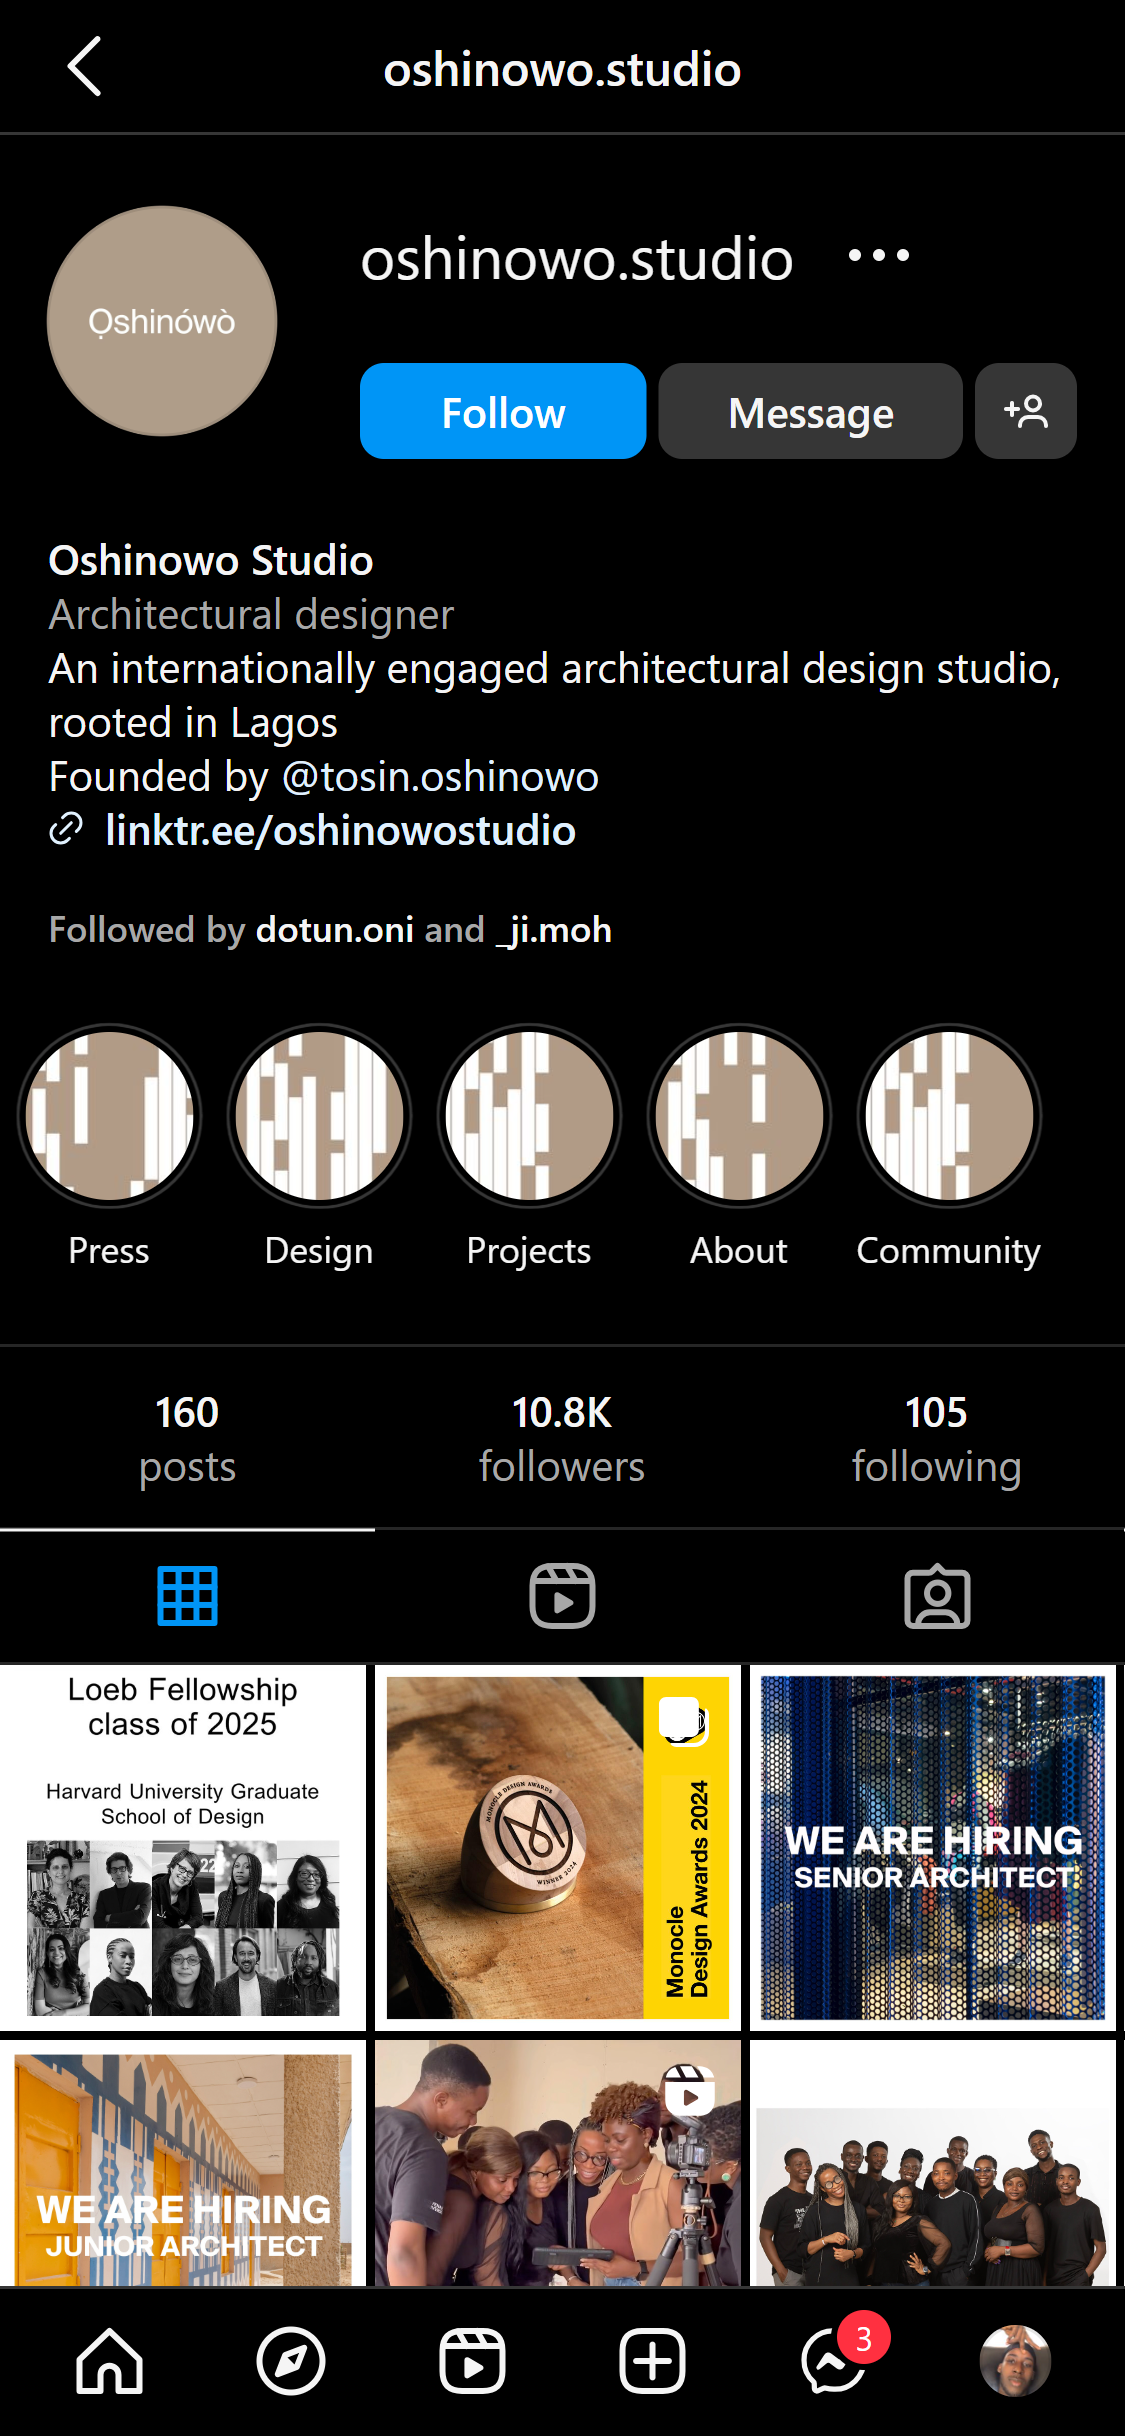 oshinowo.studio
Ọshinówò
oshinowo.studio
Follow
Message
Oshinowo Studio
Architectural designer
An internationally engaged architectural design studio,
rooted in Lagos
Founded by @tosin.oshinowo
linktr.ee/oshinowostudio
Followed by dotun.oni and _ji.moh
Press
Design
Projects
About
Community
160
posts
10.8K
followers
105
following
Loeb Fellowship
class of 2025
Harvard University Graduate
School of Design
22
MONOCLE DESIGN AWARDS
WINNER 2024
Monocle
Design Awards 2024
WE ARE HIRING
SENIOR ARCHITECT
WE ARE HIRING
JUNIOR ARCHITECT
3